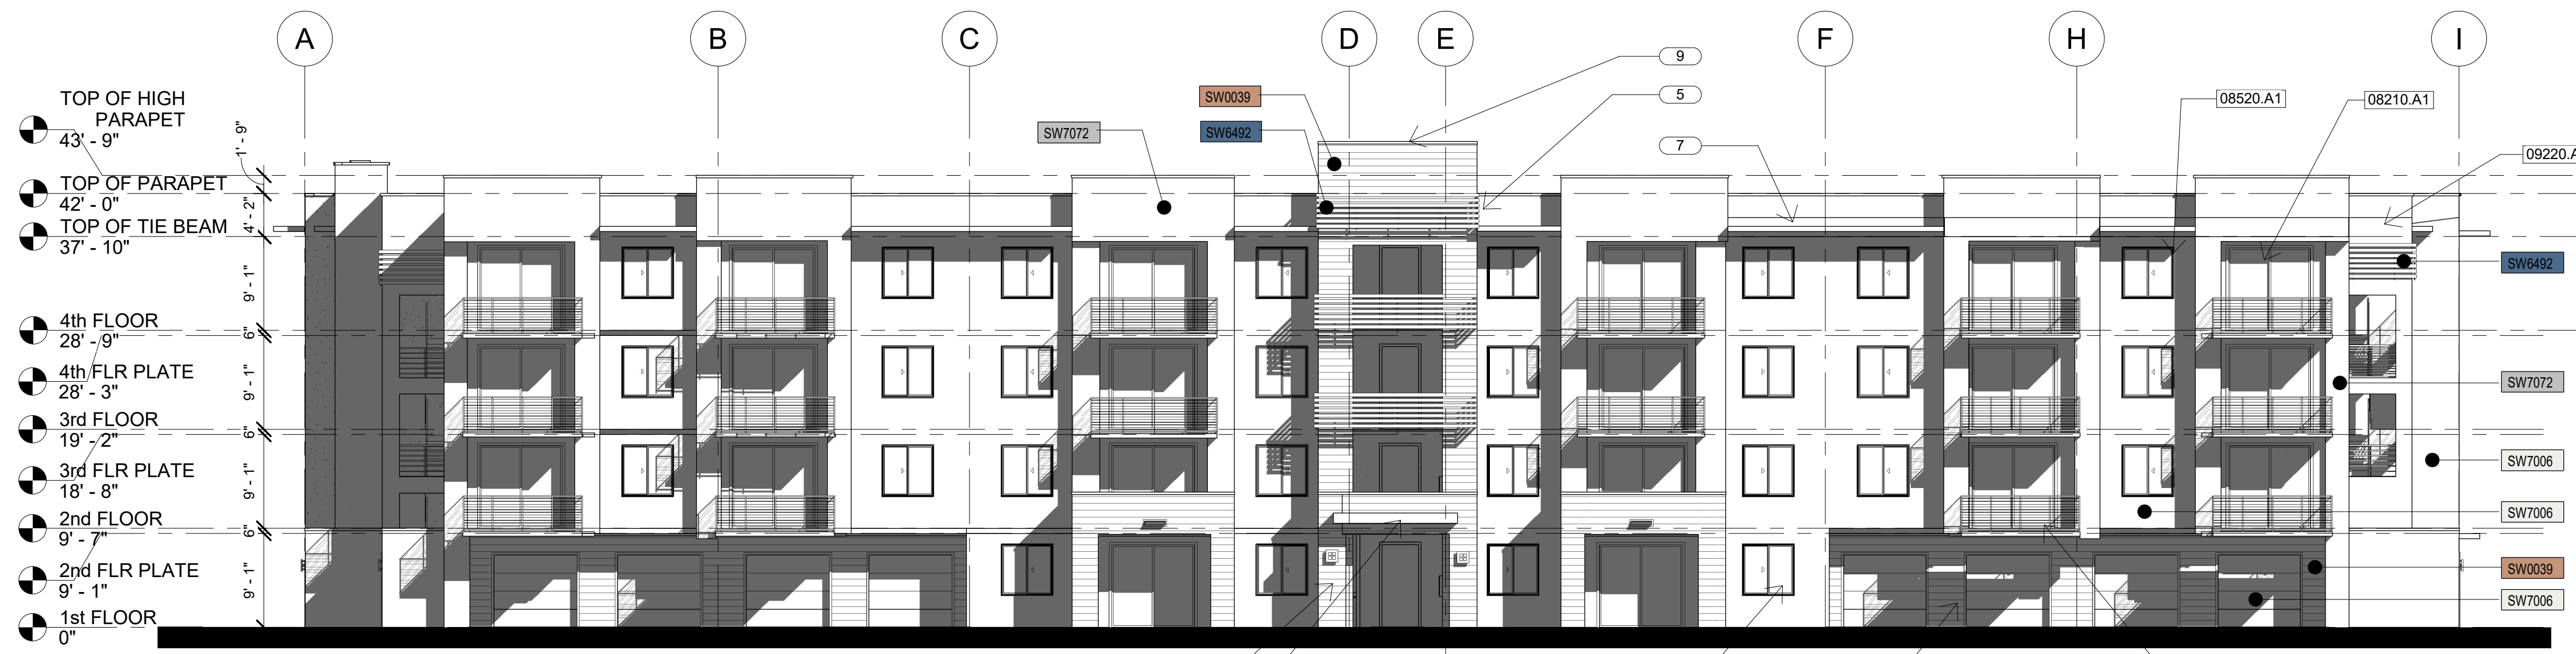 A
B
C
D
E
F
H
I
9
5
7
SW0039
SW7072
SW6492
08520.A1
08210.A1
09220.A
TOP OF HIGH
PARAPET
43' - 9"
1' - 9"
TOP OF PARAPET
42' - 0"
4' - 2"
TOP OF TIE BEAM
37' - 10"
9' - 1"
4th FLOOR
28' - 9"
6"
4th FLR PLATE
28' - 3"
9' - 1"
3rd FLOOR
19' - 2"
6"
3rd FLR PLATE
18' - 8"
9' - 1"
2nd FLOOR
9' - 7"
6"
2nd FLR PLATE
9' - 1"
9' - 1"
1st FLOOR
0"
SW6492
SW7072
SW7006
SW7006
SW0039
SW7006